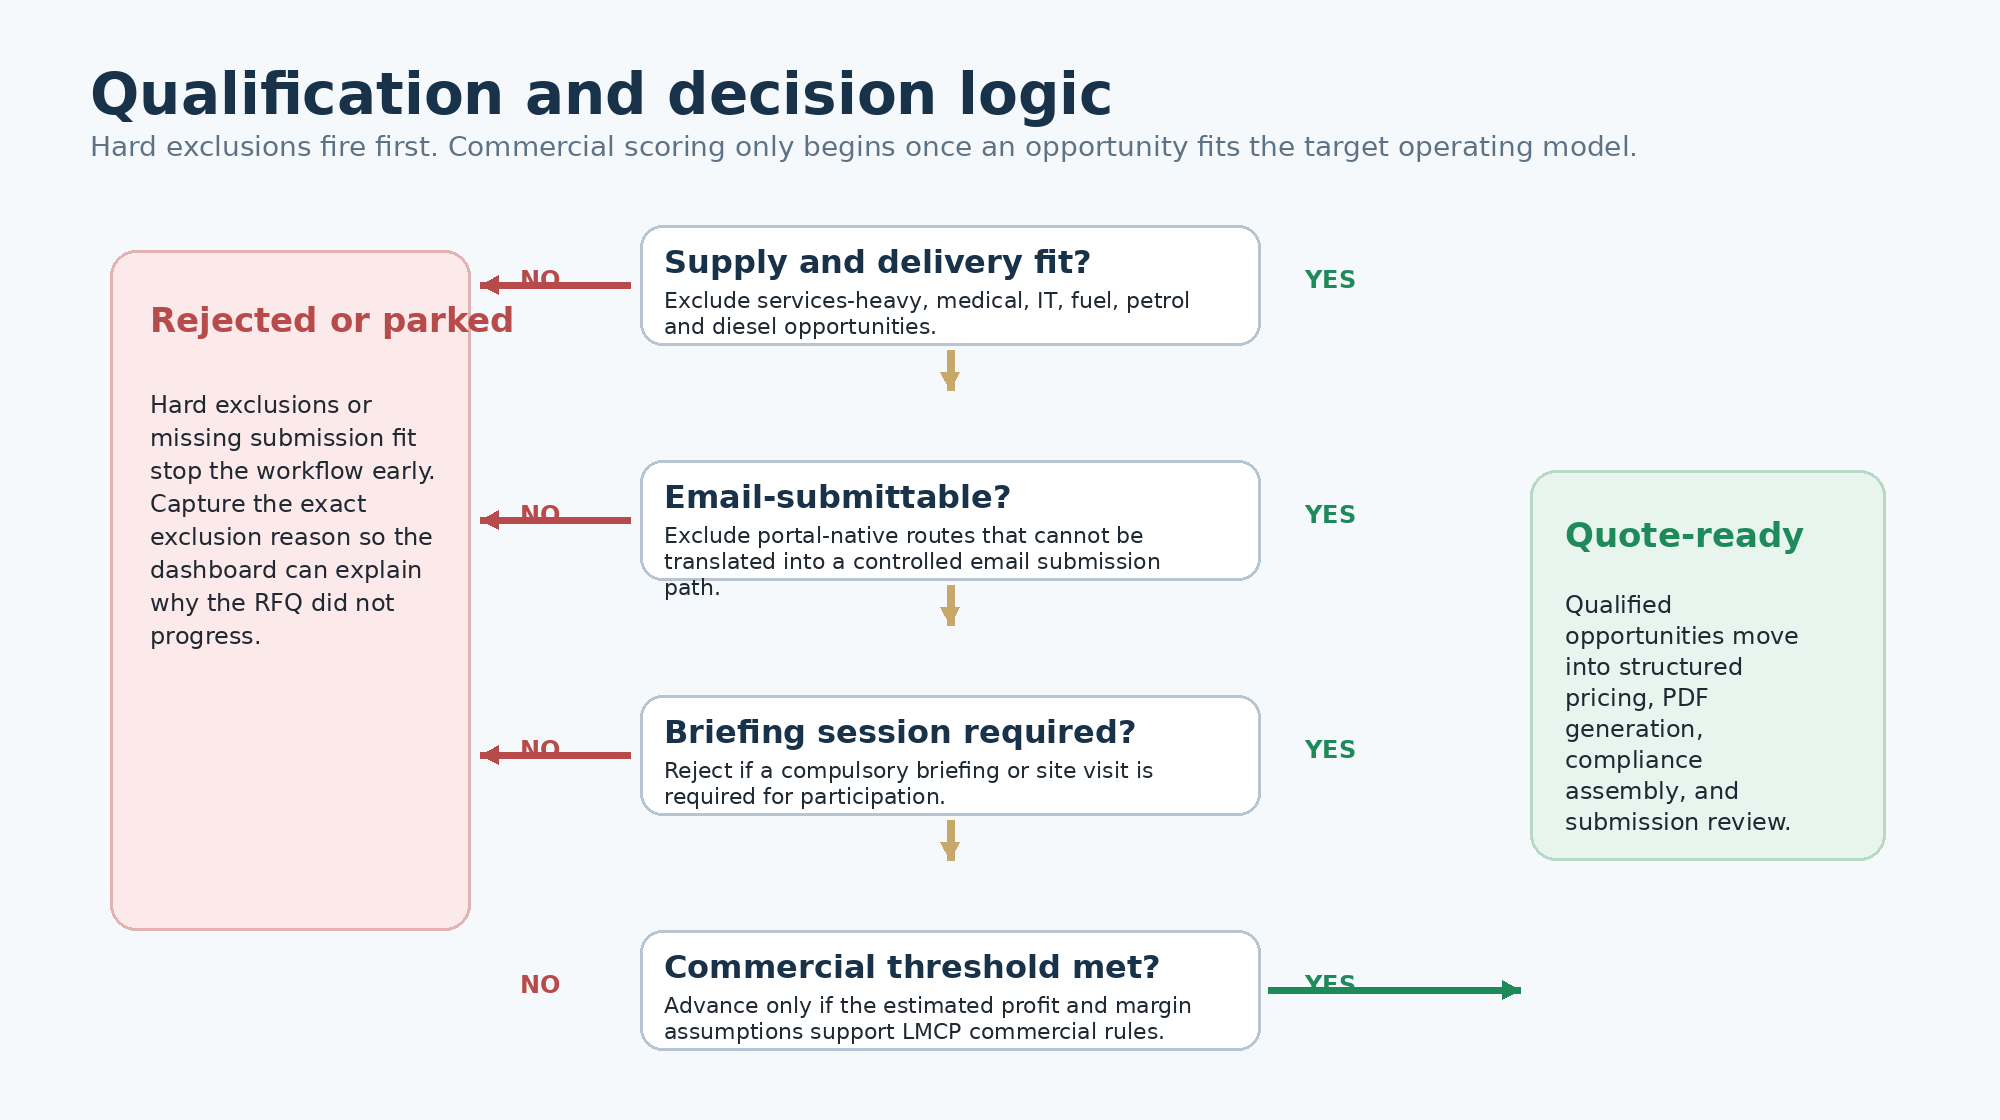 Qualification and decision logic
Hard exclusions fire first. Commercial scoring only begins once an opportunity fits the target operating model.
Rejected or parked
Hard exclusions or
missing submission fit
stop the workflow early.
Capture the exact
exclusion reason so the
dashboard can explain
why the RFQ did not
progress.
NO
Supply and delivery fit?
Exclude services-heavy, medical, IT, fuel, petrol
and diesel opportunities.
YES
NO
Email-submittable?
Exclude portal-native routes that cannot be
translated into a controlled email submission
path.
YES
NO
Briefing session required?
Reject if a compulsory briefing or site visit is
required for participation.
YES
NO
Commercial threshold met?
Advance only if the estimated profit and margin
assumptions support LMCP commercial rules.
YES
Quote-ready
Qualified
opportunities move
into structured
pricing, PDF
generation,
compliance
assembly, and
submission review.